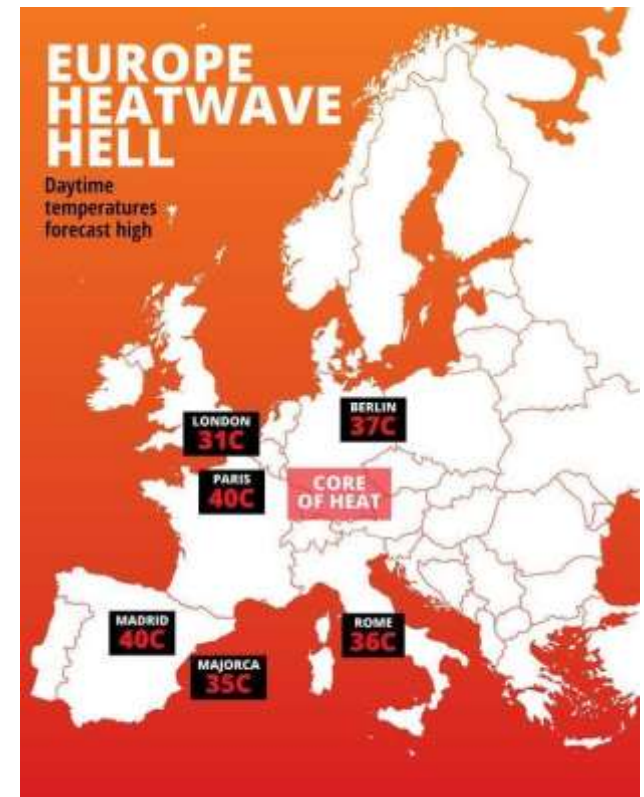 EUROPE
HEATWAVE
HELL
Daytime
temperatures
forecast high
LONDON
31C
BERLIN
37C
PARIS
40C
CORE
OF HEAT
MADRID
40C
MAJORCA
35C
ROME
36C